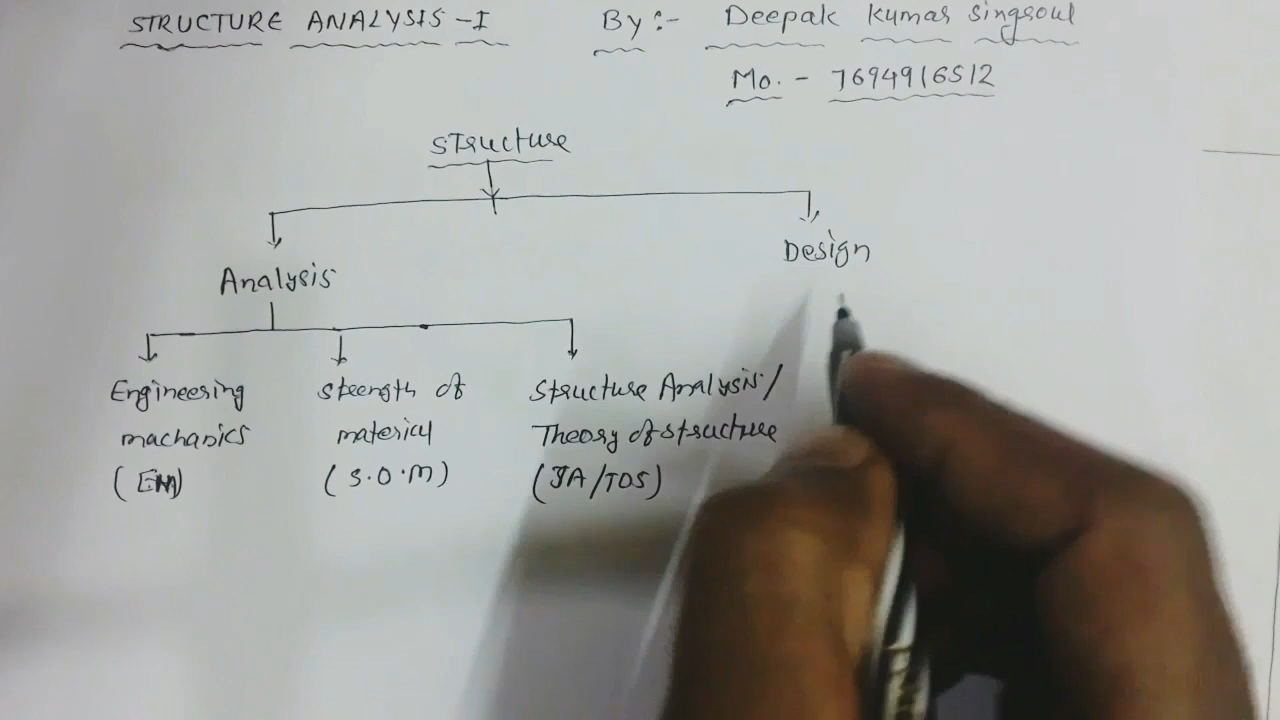 STRUCTURE ANALYSIS -I By :- Deepak Kumar Singroul
Mo. - 7694916512
Structure
Design
Analysis
Engineering Strength of Structure Analysis/
machanics material Theory of structure
(EM) (S.O.M) (SA/TOS)